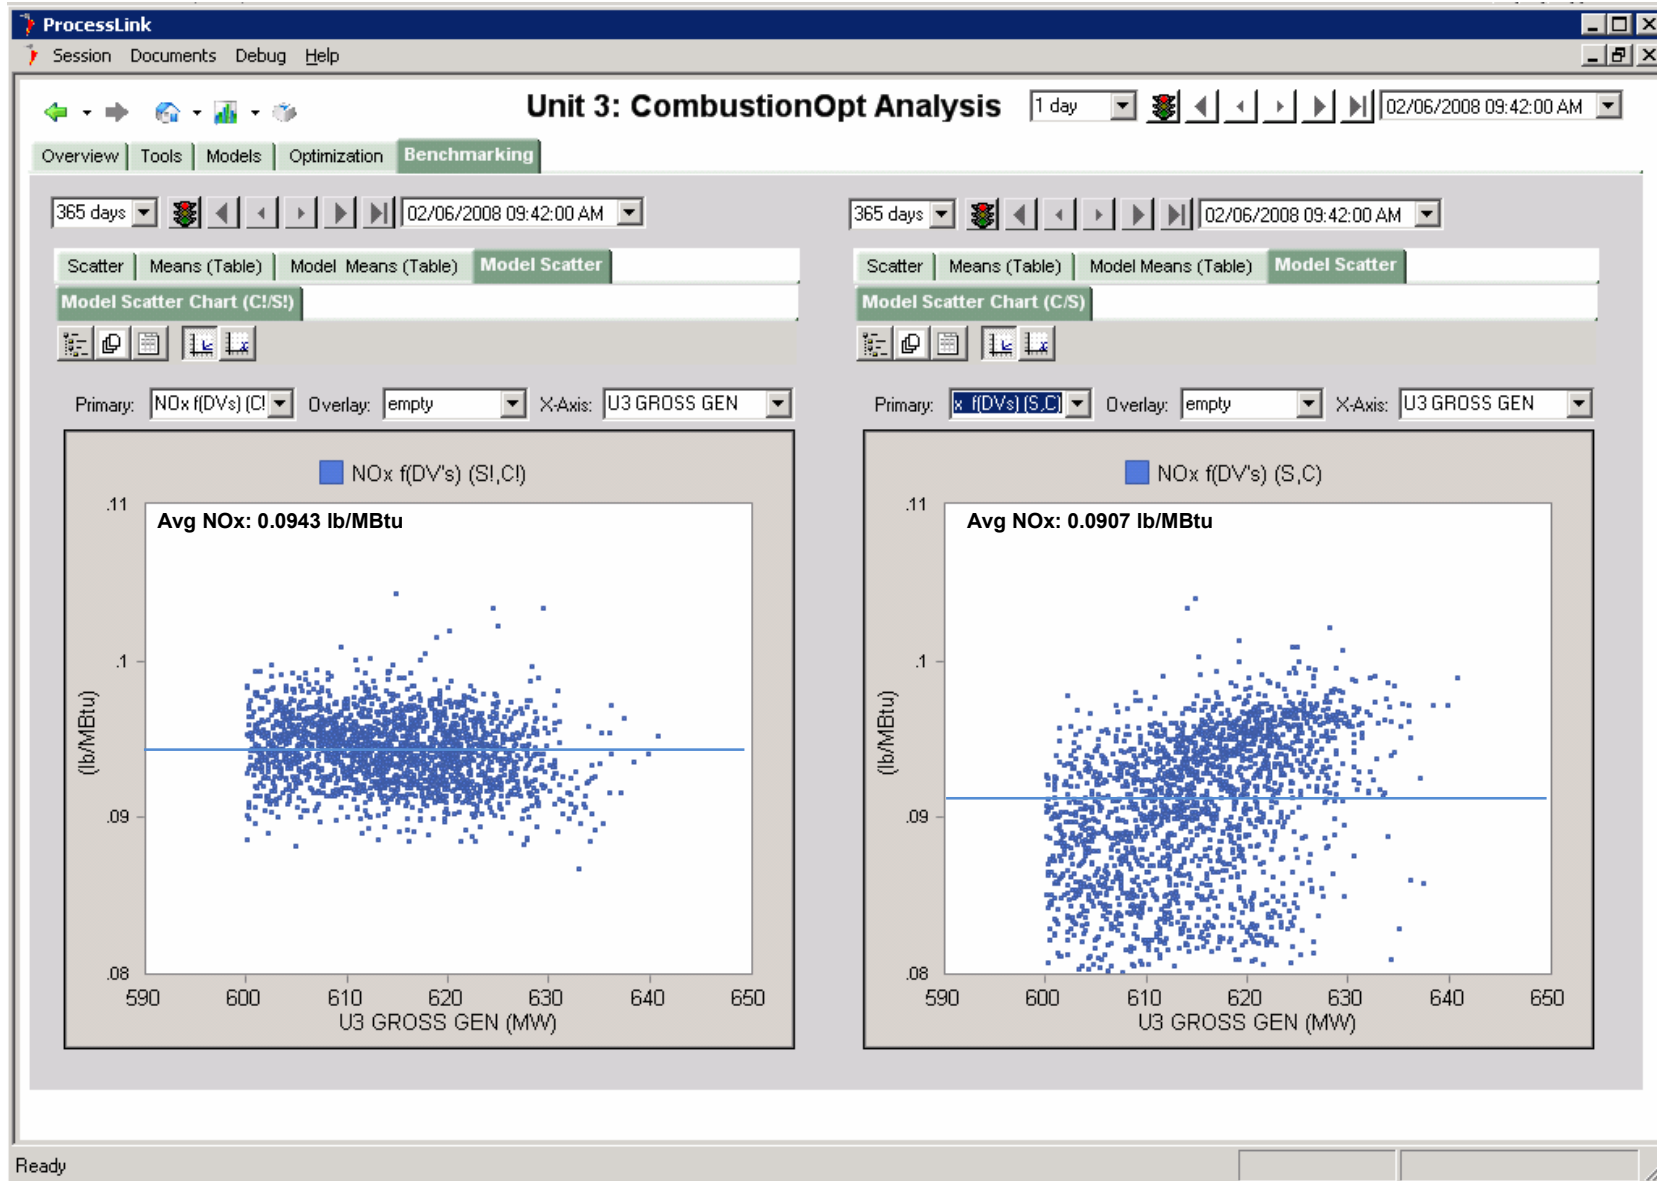 ProcessLink
Session Documents Debug Help
Unit 3: CombustionOpt Analysis 1 day 02/06/2008 09:42:00 AM
Overview Tools Models Optimization Benchmarking
365 days 02/06/2008 09:42:00 AM
Scatter Means (Table) Model Means (Table) Model Scatter
Model Scatter Chart (C!/S!)
Primary: NOx f(DVs) (C! Overlay: empty X-Axis: U3 GROSS GEN
NOx f(DV's) (S!,C!)
Avg NOx: 0.0943 lb/MBtu
.11
.1
.09
.08
(lb/MBtu)
590 600 610 620 630 640 650
U3 GROSS GEN (MW)
365 days 02/06/2008 09:42:00 AM
Scatter Means (Table) Model Means (Table) Model Scatter
Model Scatter Chart (C/S)
Primary: x f(DVs) (S,C) Overlay: empty X-Axis: U3 GROSS GEN
NOx f(DV's) (S,C)
Avg NOx: 0.0907 lb/MBtu
.11
.1
.09
.08
(lb/MBtu)
590 600 610 620 630 640 650
U3 GROSS GEN (MW)
Ready